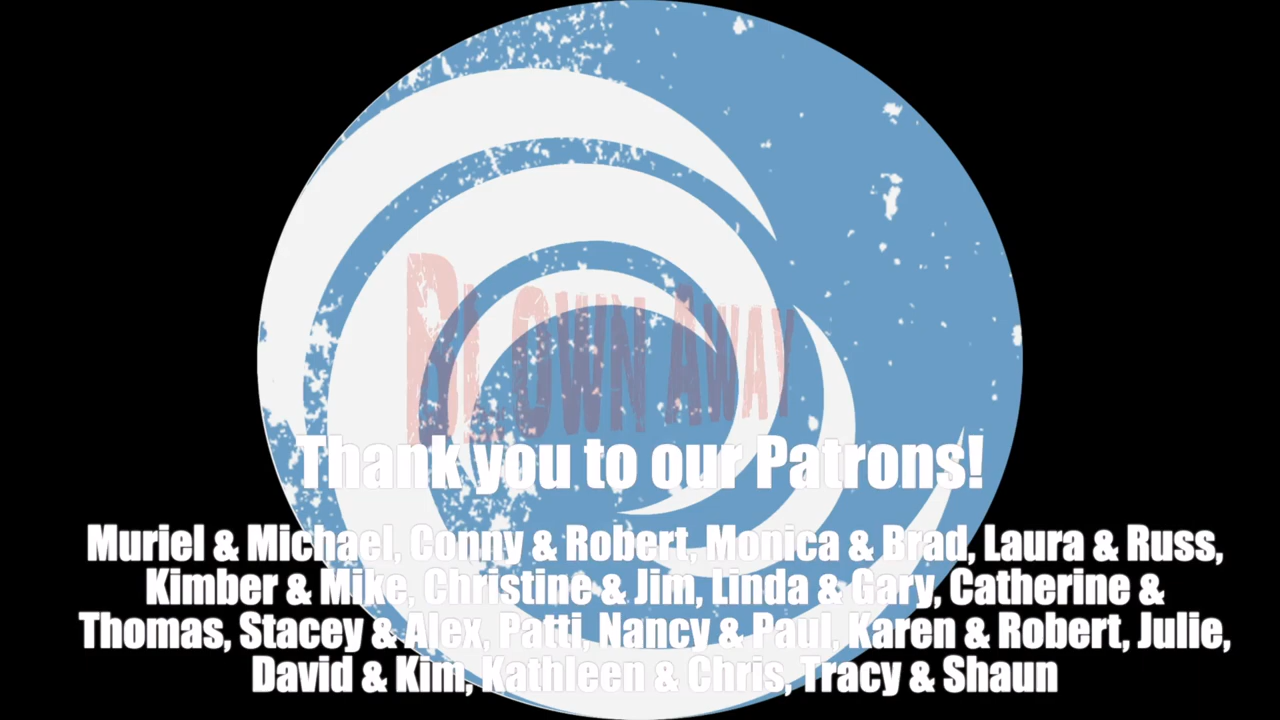 Blown Away
Thank you to our Patrons!
Muriel & Michael, Conny & Robert, Monica & Brad, Laura & Russ,
Kimber & Mike, Christine & Jim, Linda & Gary, Catherine &
Thomas, Stacey & Alex, Patti, Nancy & Paul, Karen & Robert, Julie,
David & Kim, Kathleen & Chris, Tracy & Shaun